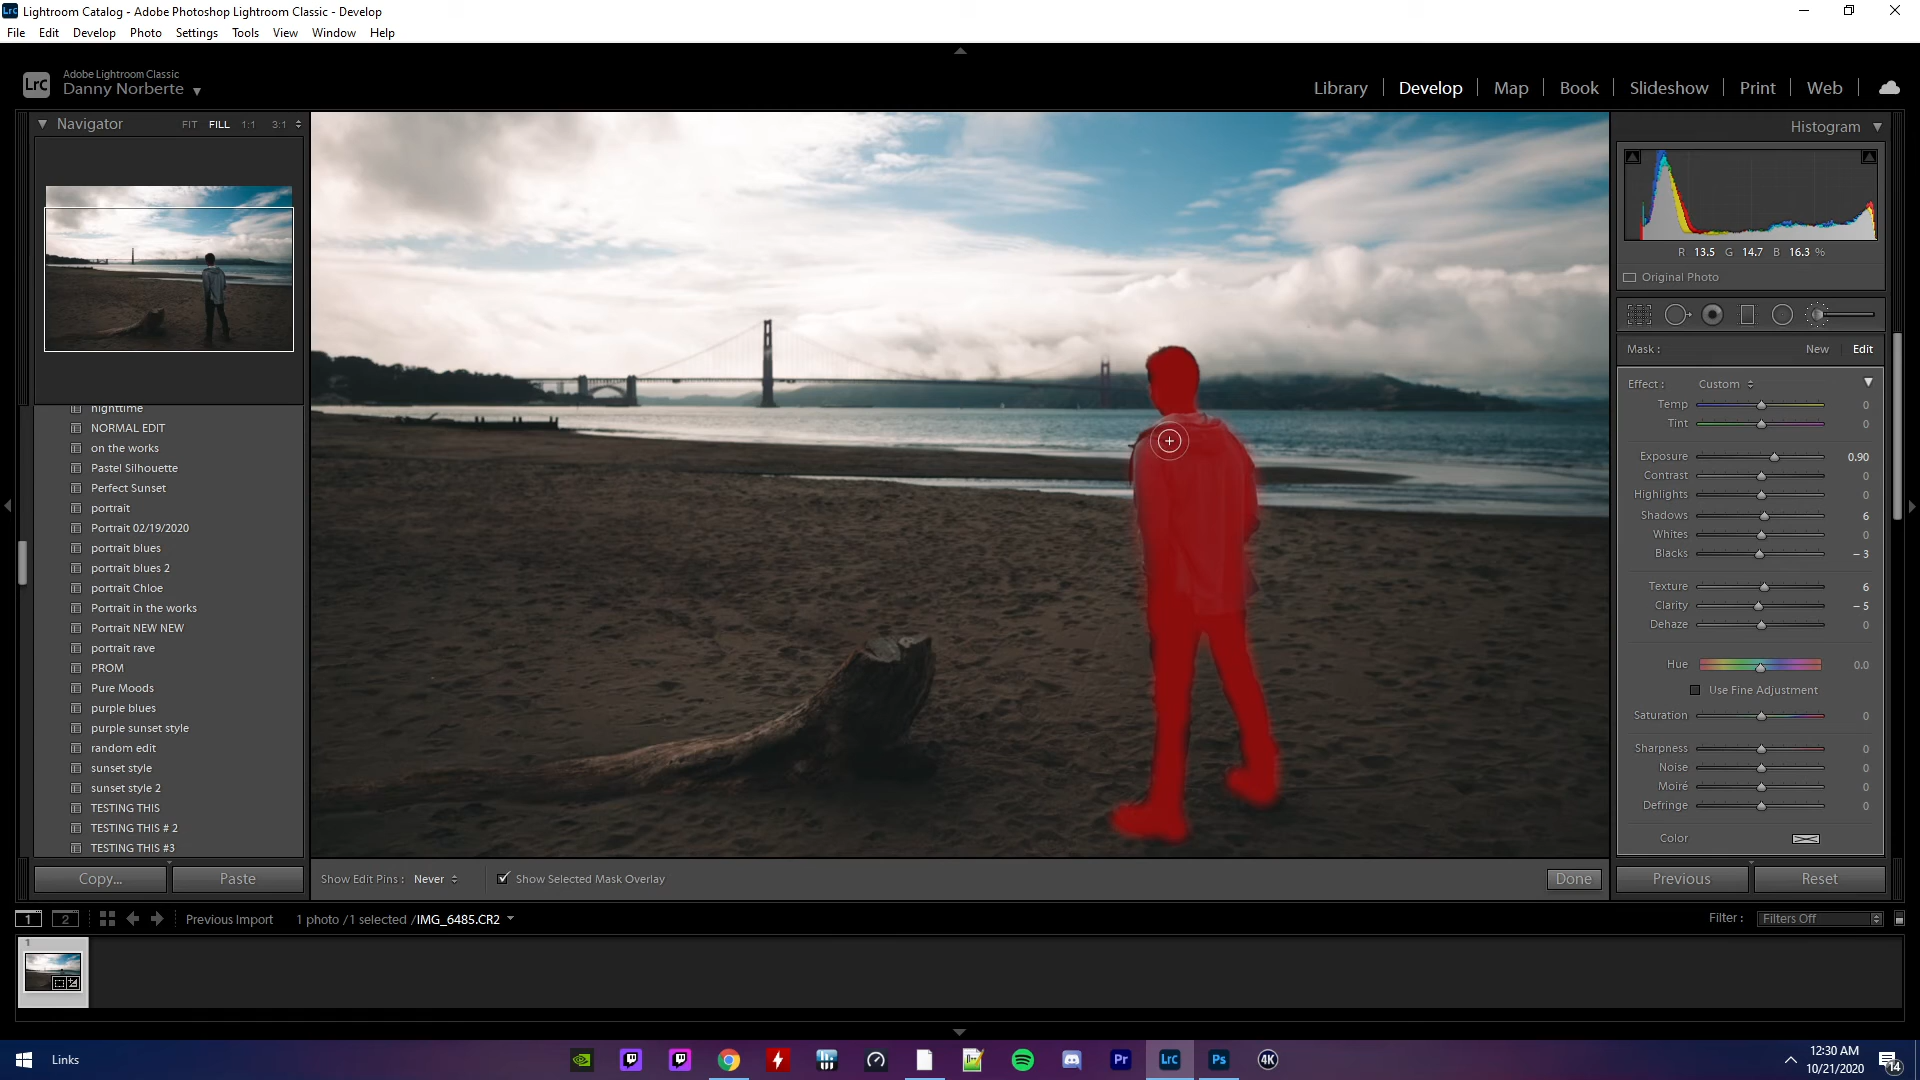 Lrc Lightroom Catalog - Adobe Photoshop Lightroom Classic - Develop
File Edit Develop Photo Settings Tools View Window Help
LrC Adobe Lightroom Classic
Danny Norberte
Library Develop Map Book Slideshow Print Web
Navigator FIT FILL 1:1 3:1
nighttime
NORMAL EDIT
on the works
Pastel Silhouette
Perfect Sunset
portrait
Portrait 02/19/2020
portrait blues
portrait blues 2
portrait Chloe
Portrait in the works
Portrait NEW NEW
portrait rave
PROM
Pure Moods
purple blues
purple sunset style
random edit
sunset style
sunset style 2
TESTING THIS
TESTING THIS # 2
TESTING THIS #3
Copy... Paste
Histogram
R 13.5 G 14.7 B 16.3 %
Original Photo
Mask : New Edit
Effect : Custom
Temp 0
Tint 0
Exposure 0.90
Contrast 0
Highlights 0
Shadows 6
Whites 0
Blacks – 3
Texture 6
Clarity – 5
Dehaze 0
Hue 0.0
Use Fine Adjustment
Saturation 0
Sharpness 0
Noise 0
Moiré 0
Defringe 0
Color
Show Edit Pins : Never Show Selected Mask Overlay Done
Previous Reset
1 2 Previous Import 1 photo / 1 selected / IMG_6485.CR2 Filter : Filters Off
1
Links Pr LrC Ps 4K
12:30 AM
10/21/2020
14